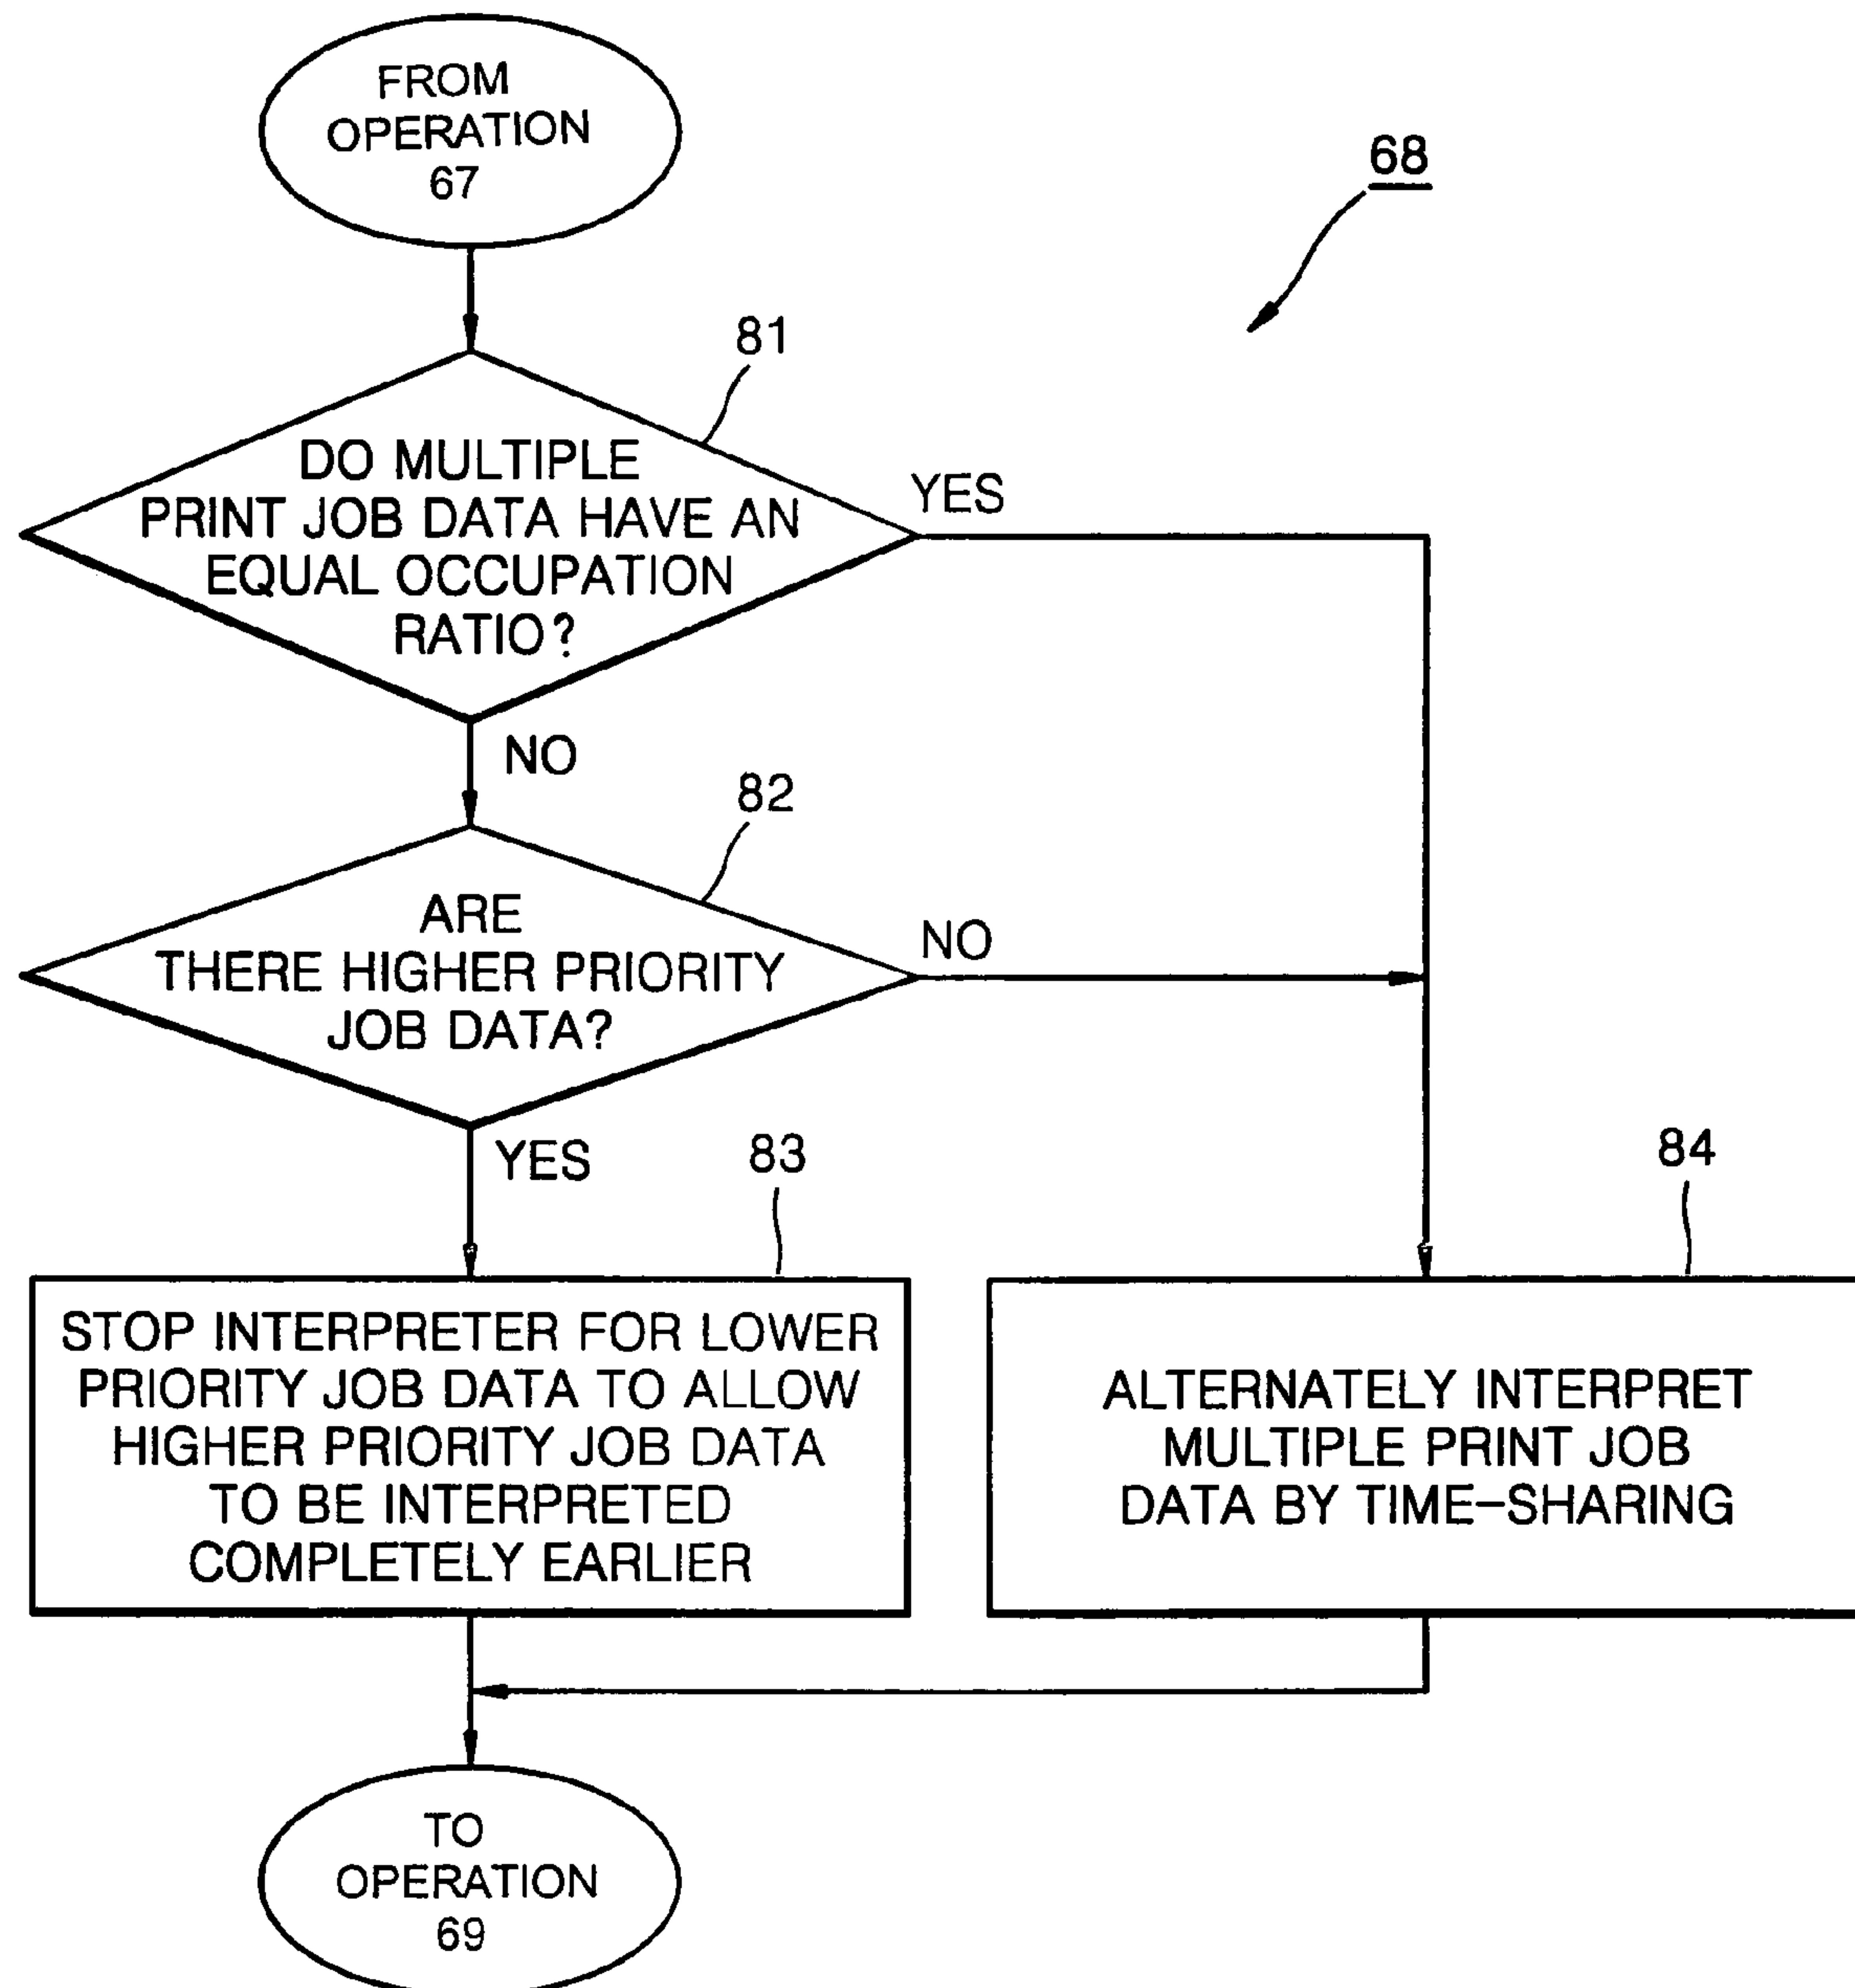 FROM
OPERATION
67
68
81
DO MULTIPLE
PRINT JOB DATA HAVE AN
EQUAL OCCUPATION
RATIO?
YES
NO
82
ARE
THERE HIGHER PRIORITY
JOB DATA?
NO
YES
83
84
STOP INTERPRETER FOR LOWER
PRIORITY JOB DATA TO ALLOW
HIGHER PRIORITY JOB DATA
TO BE INTERPRETED
COMPLETELY EARLIER
ALTERNATELY INTERPRET
MULTIPLE PRINT JOB
DATA BY TIME-SHARING
TO
OPERATION
69